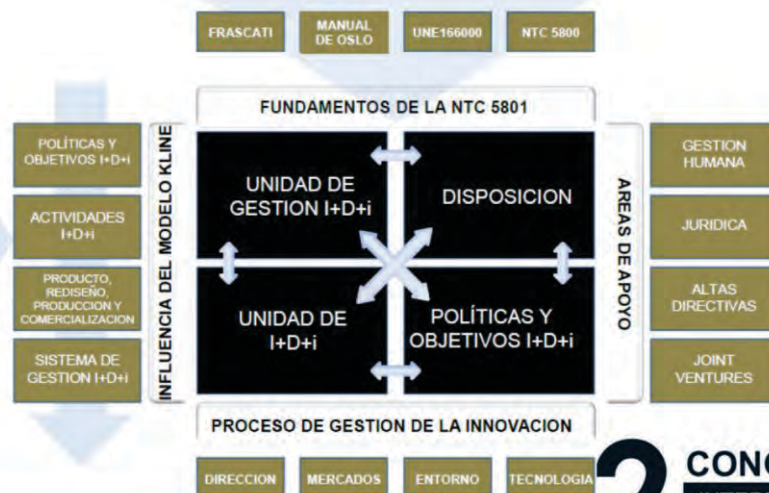 FRASCATI
MANUAL
DE OSLO
UNE166000
NTC 5800
FUNDAMENTOS DE LA NTC 5801
POLÍTICAS Y
OBJETIVOS I+D+i
ACTIVIDADES
I+D+i
PRODUCTO,
REDISEÑO,
PRODUCCION Y
COMERCIALIZACION
SISTEMA DE
GESTION I+D+i
INFLUENCIA DEL MODELO KLINE
UNIDAD DE
GESTION I+D+i
DISPOSICION
UNIDAD DE
I+D+i
POLÍTICAS Y
OBJETIVOS I+D+i
AREAS DE APOYO
GESTION
HUMANA
JURIDICA
ALTAS
DIRECTIVAS
JOINT
VENTURES
PROCESO DE GESTION DE LA INNOVACION
DIRECCION
MERCADOS
ENTORNO
TECNOLOGIA
2